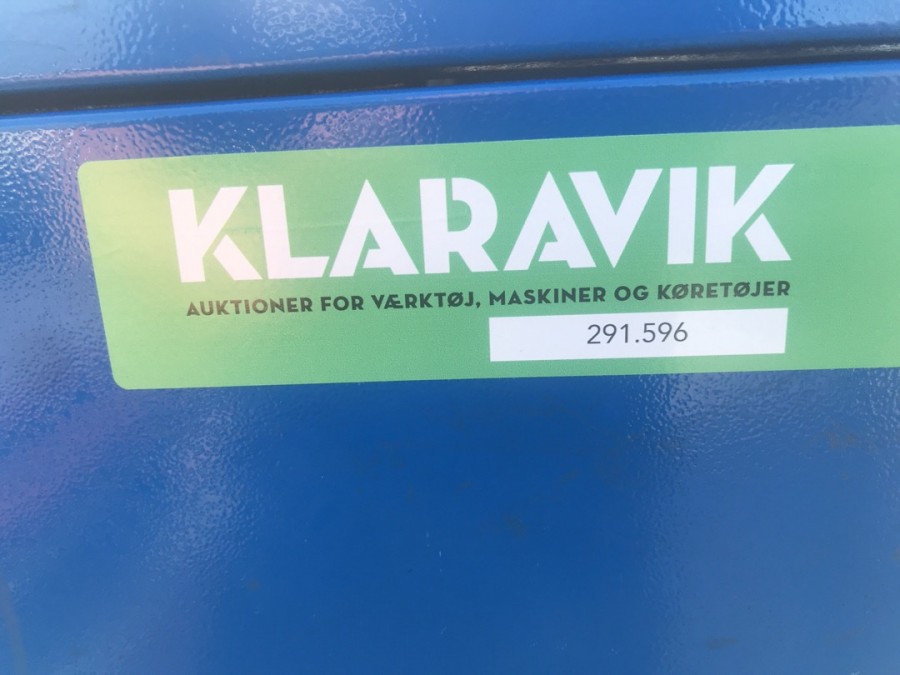 KLARAVIK
AUKTIONER FOR VÆRKTØJ, MASKINER OG KØRETØJER
291.596